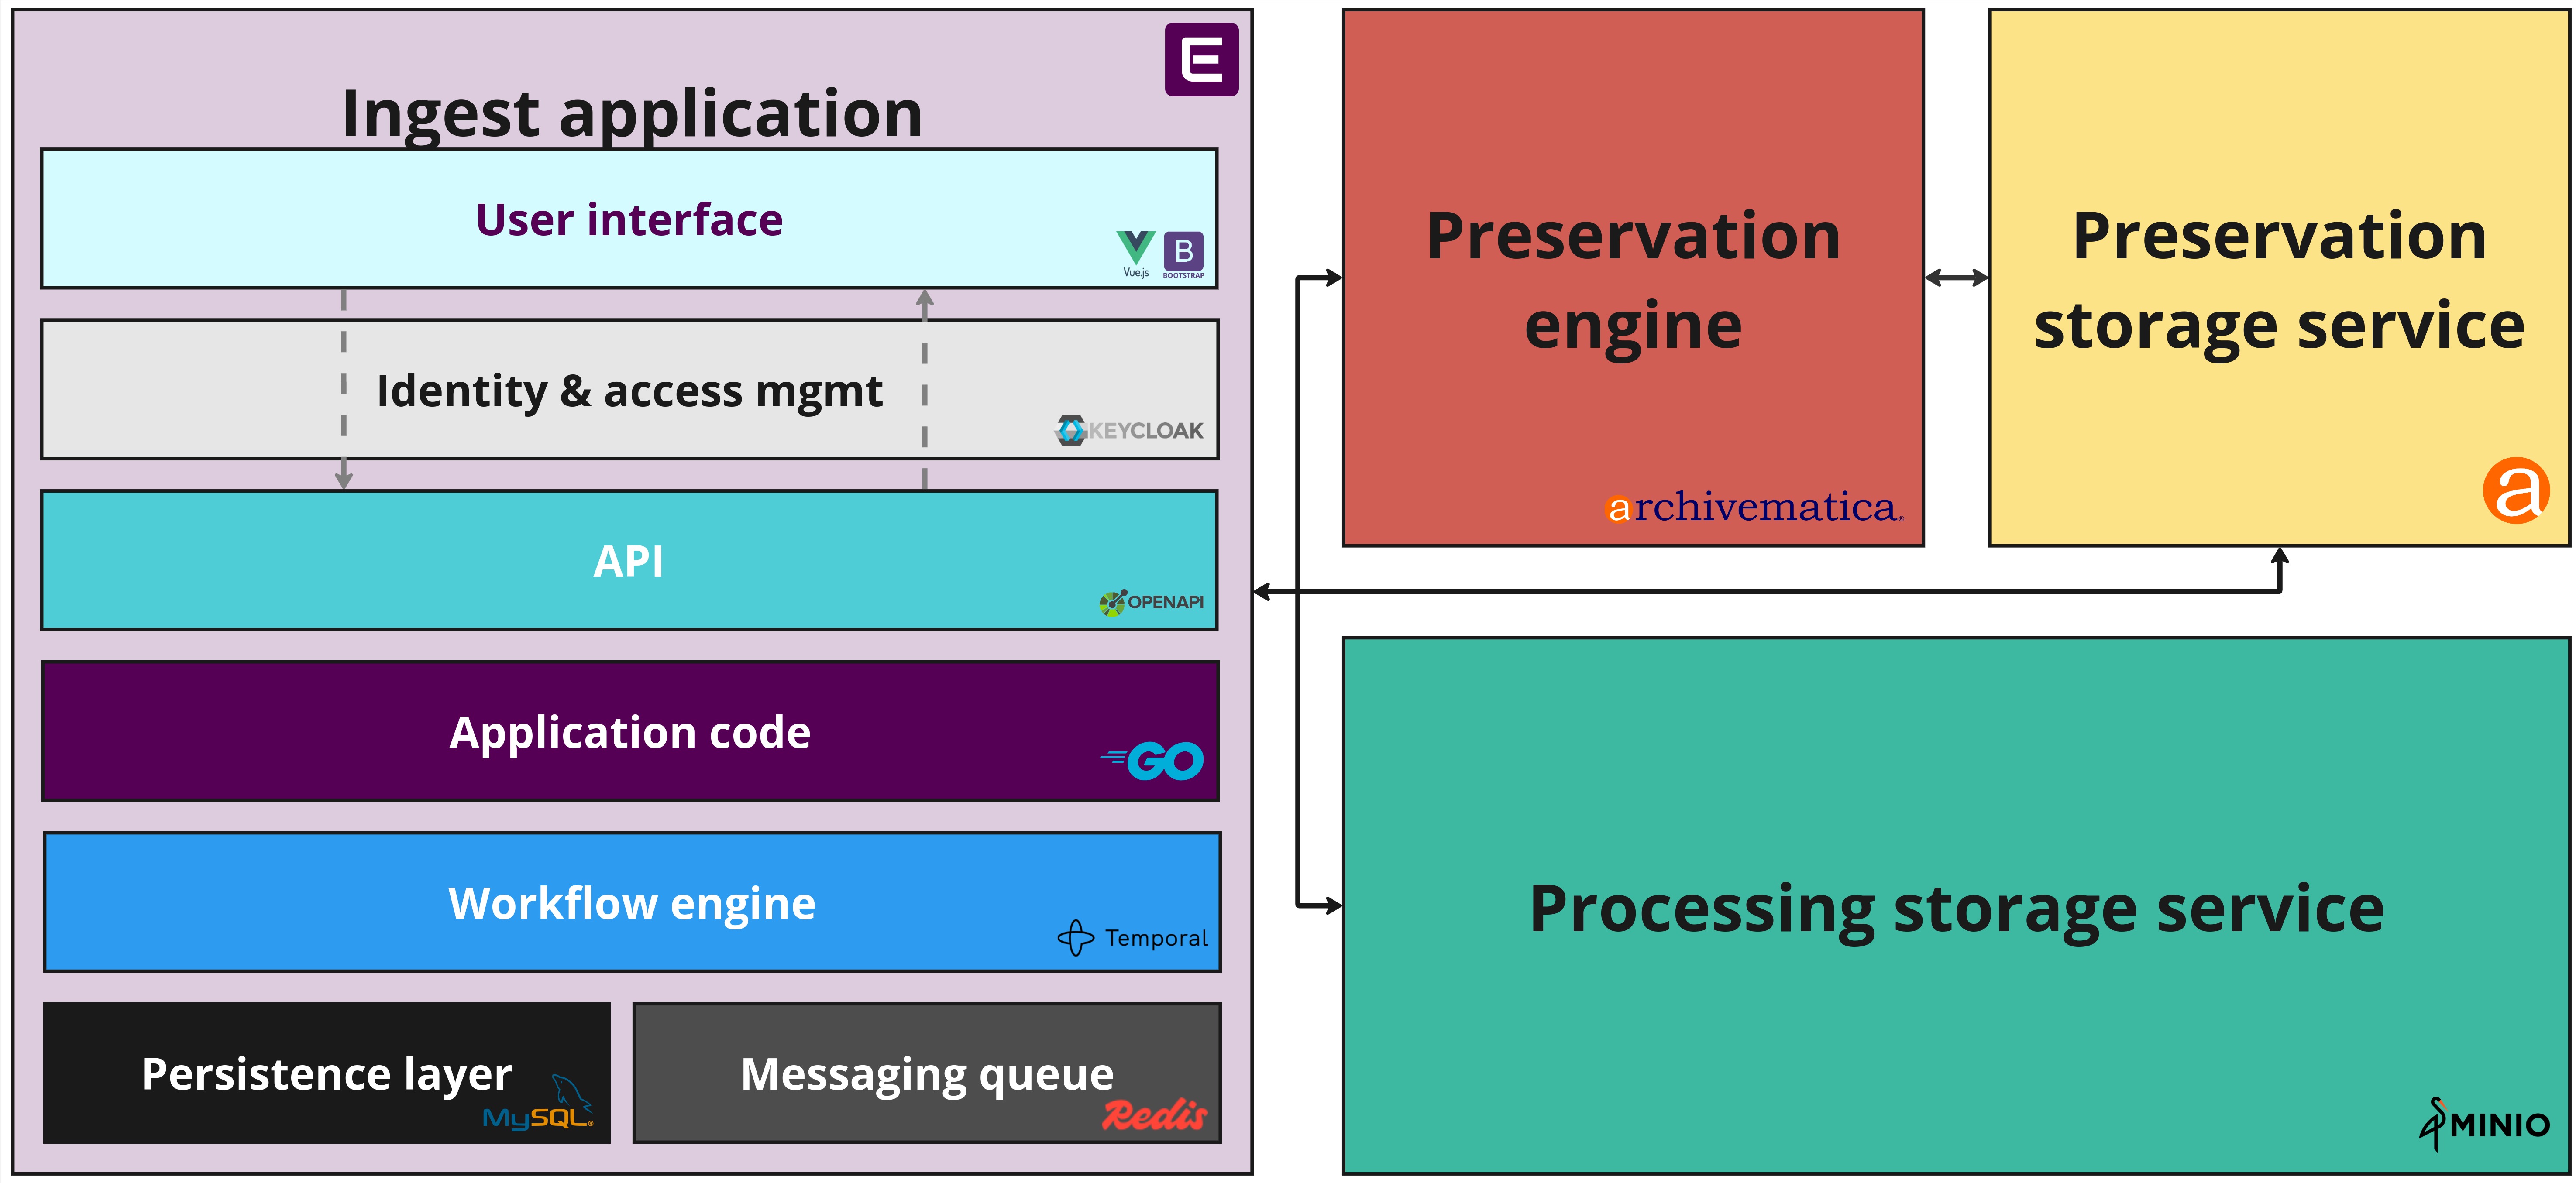 Ingest application
E
User interface
Vue.js
B
BOOTSTRAP
Identity & access mgmt
KEYCLOAK
API
OPENAPI
Application code
GO
Workflow engine
Temporal
Persistence layer
MySQL®
Messaging queue
Redis
Preservation
engine
archivematica®
Preservation
storage service
a
Processing storage service
MINIO